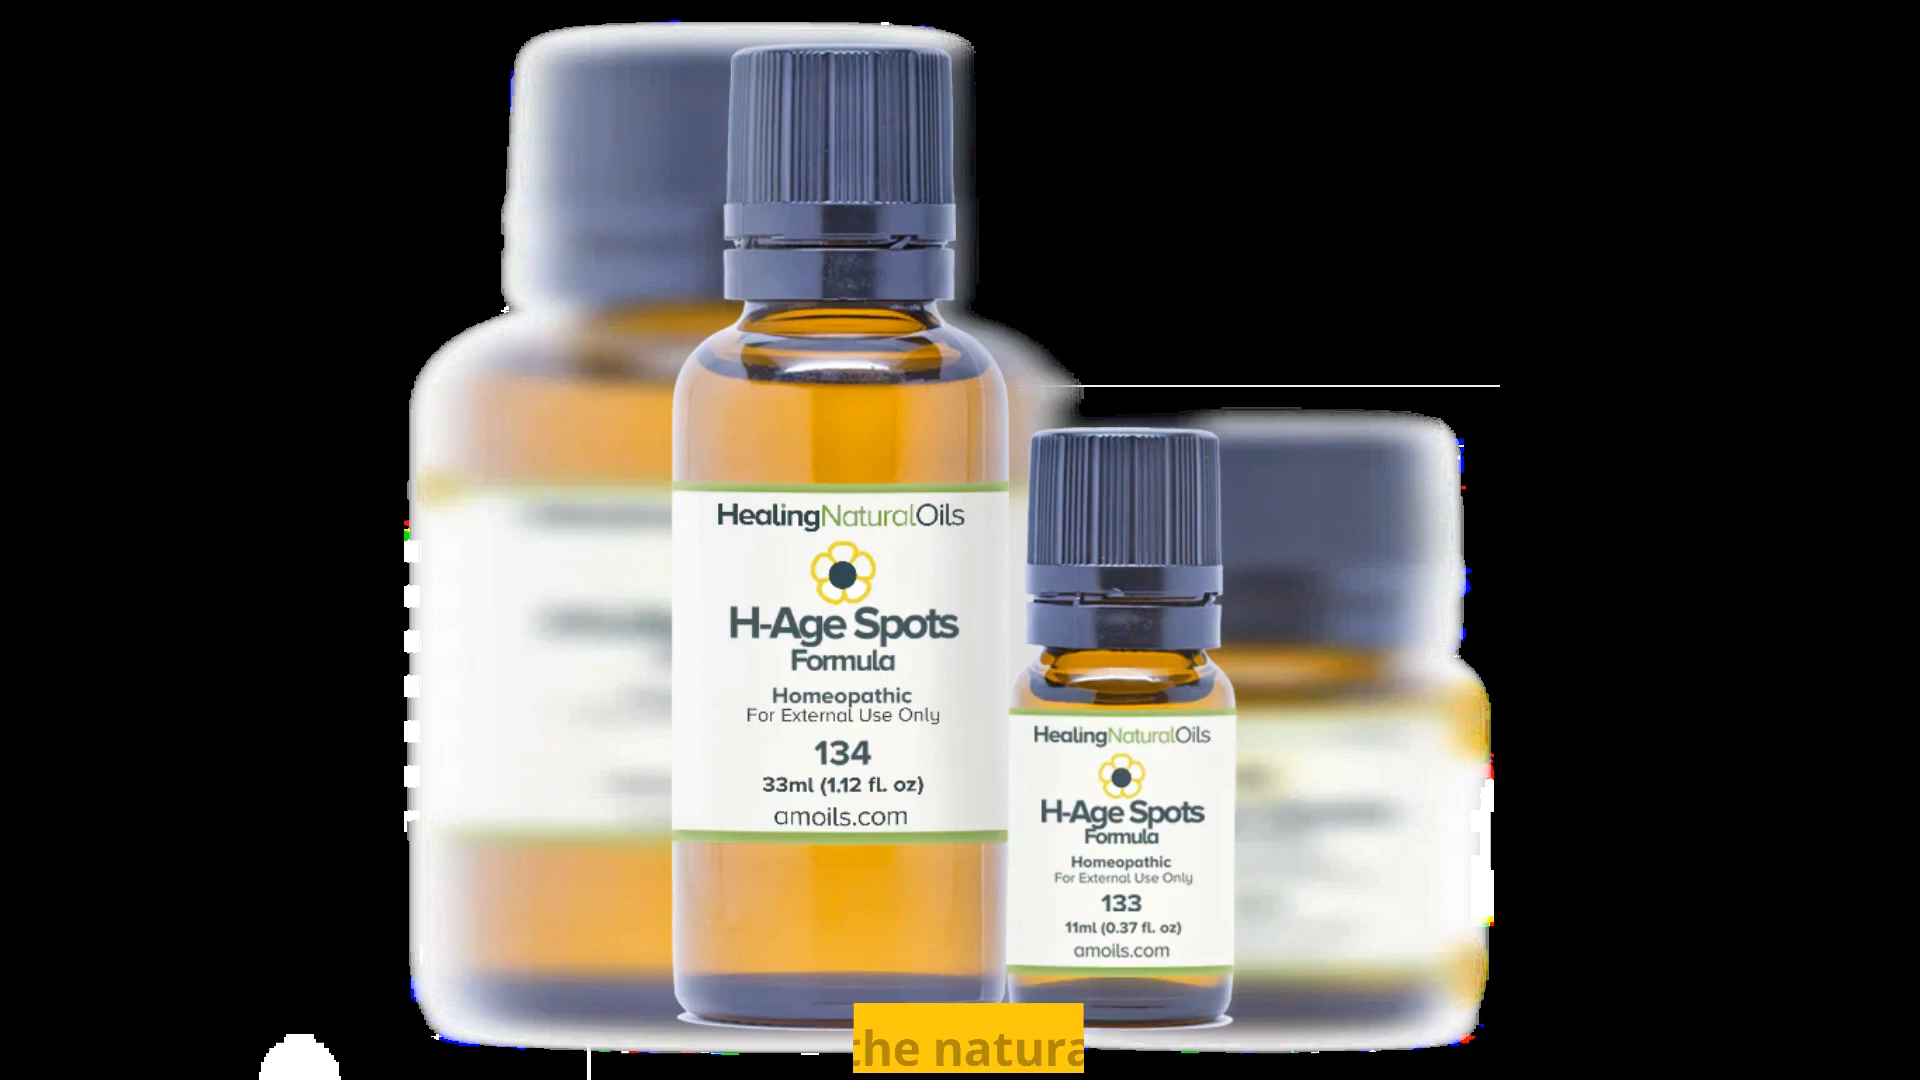 HealingNaturalOils
H-Age Spots
Formula
Homeopathic
For External Use Only
134
33ml (1.12 fl. oz)
amoils.com
HealingNaturalOils
H-Age Spots
Formula
Homeopathic
For External Use Only
133
11ml (0.37 fl. oz)
amoils.com
the natura